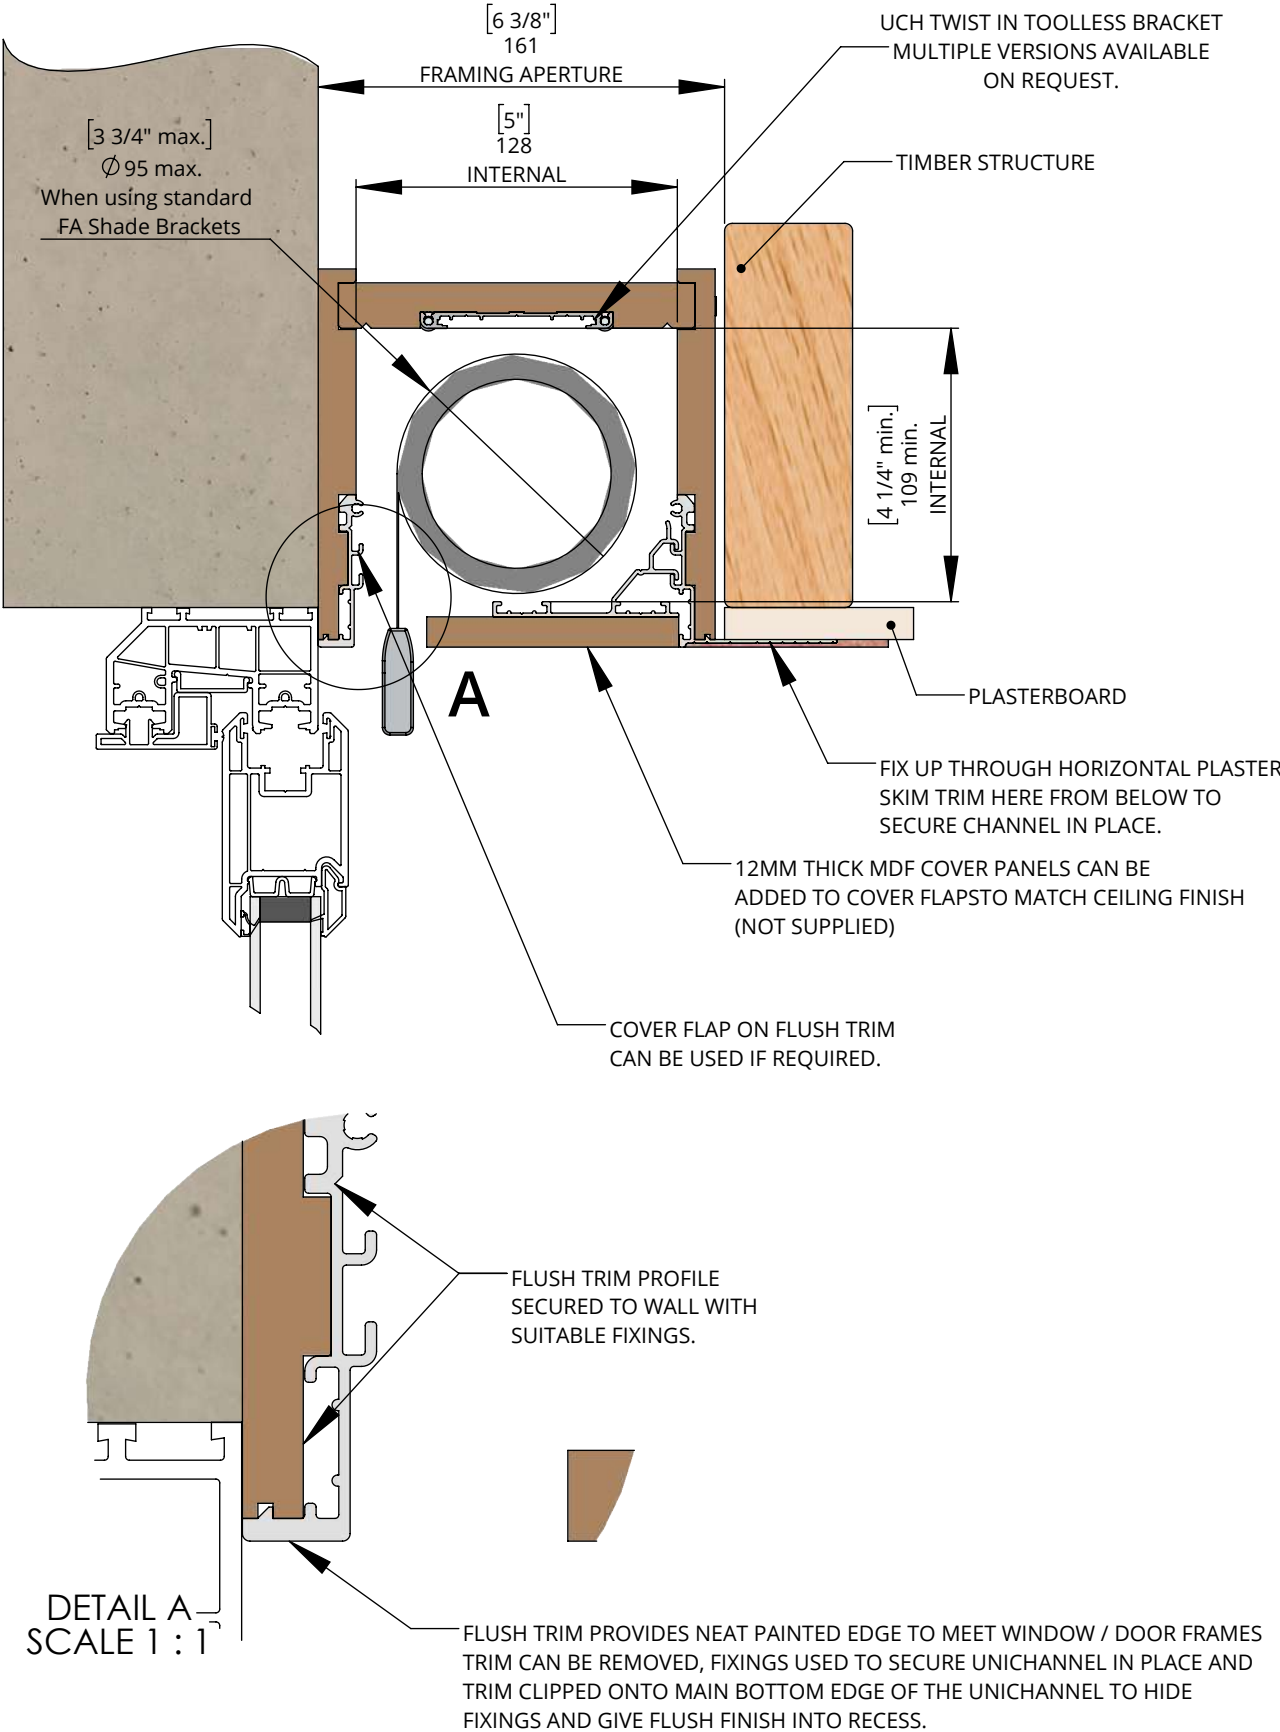 [6 3/8"]
161
FRAMING APERTURE
[5"]
128
INTERNAL
UCH TWIST IN TOOLLESS BRACKET
MULTIPLE VERSIONS AVAILABLE
ON REQUEST.
[3 3/4" max.]
∅95 max.
When using standard
FA Shade Brackets
TIMBER STRUCTURE
[4 1/4" min.]
109 min.
INTERNAL
A
PLASTERBOARD
FIX UP THROUGH HORIZONTAL PLASTER
SKIM TRIM HERE FROM BELOW TO
SECURE CHANNEL IN PLACE.
12MM THICK MDF COVER PANELS CAN BE
ADDED TO COVER FLAPSTO MATCH CEILING FINISH
(NOT SUPPLIED)
COVER FLAP ON FLUSH TRIM
CAN BE USED IF REQUIRED.
FLUSH TRIM PROFILE
SECURED TO WALL WITH
SUITABLE FIXINGS.
DETAIL A
SCALE 1 : 1
FLUSH TRIM PROVIDES NEAT PAINTED EDGE TO MEET WINDOW / DOOR FRAMES
TRIM CAN BE REMOVED, FIXINGS USED TO SECURE UNICHANNEL IN PLACE AND
TRIM CLIPPED ONTO MAIN BOTTOM EDGE OF THE UNICHANNEL TO HIDE
FIXINGS AND GIVE FLUSH FINISH INTO RECESS.